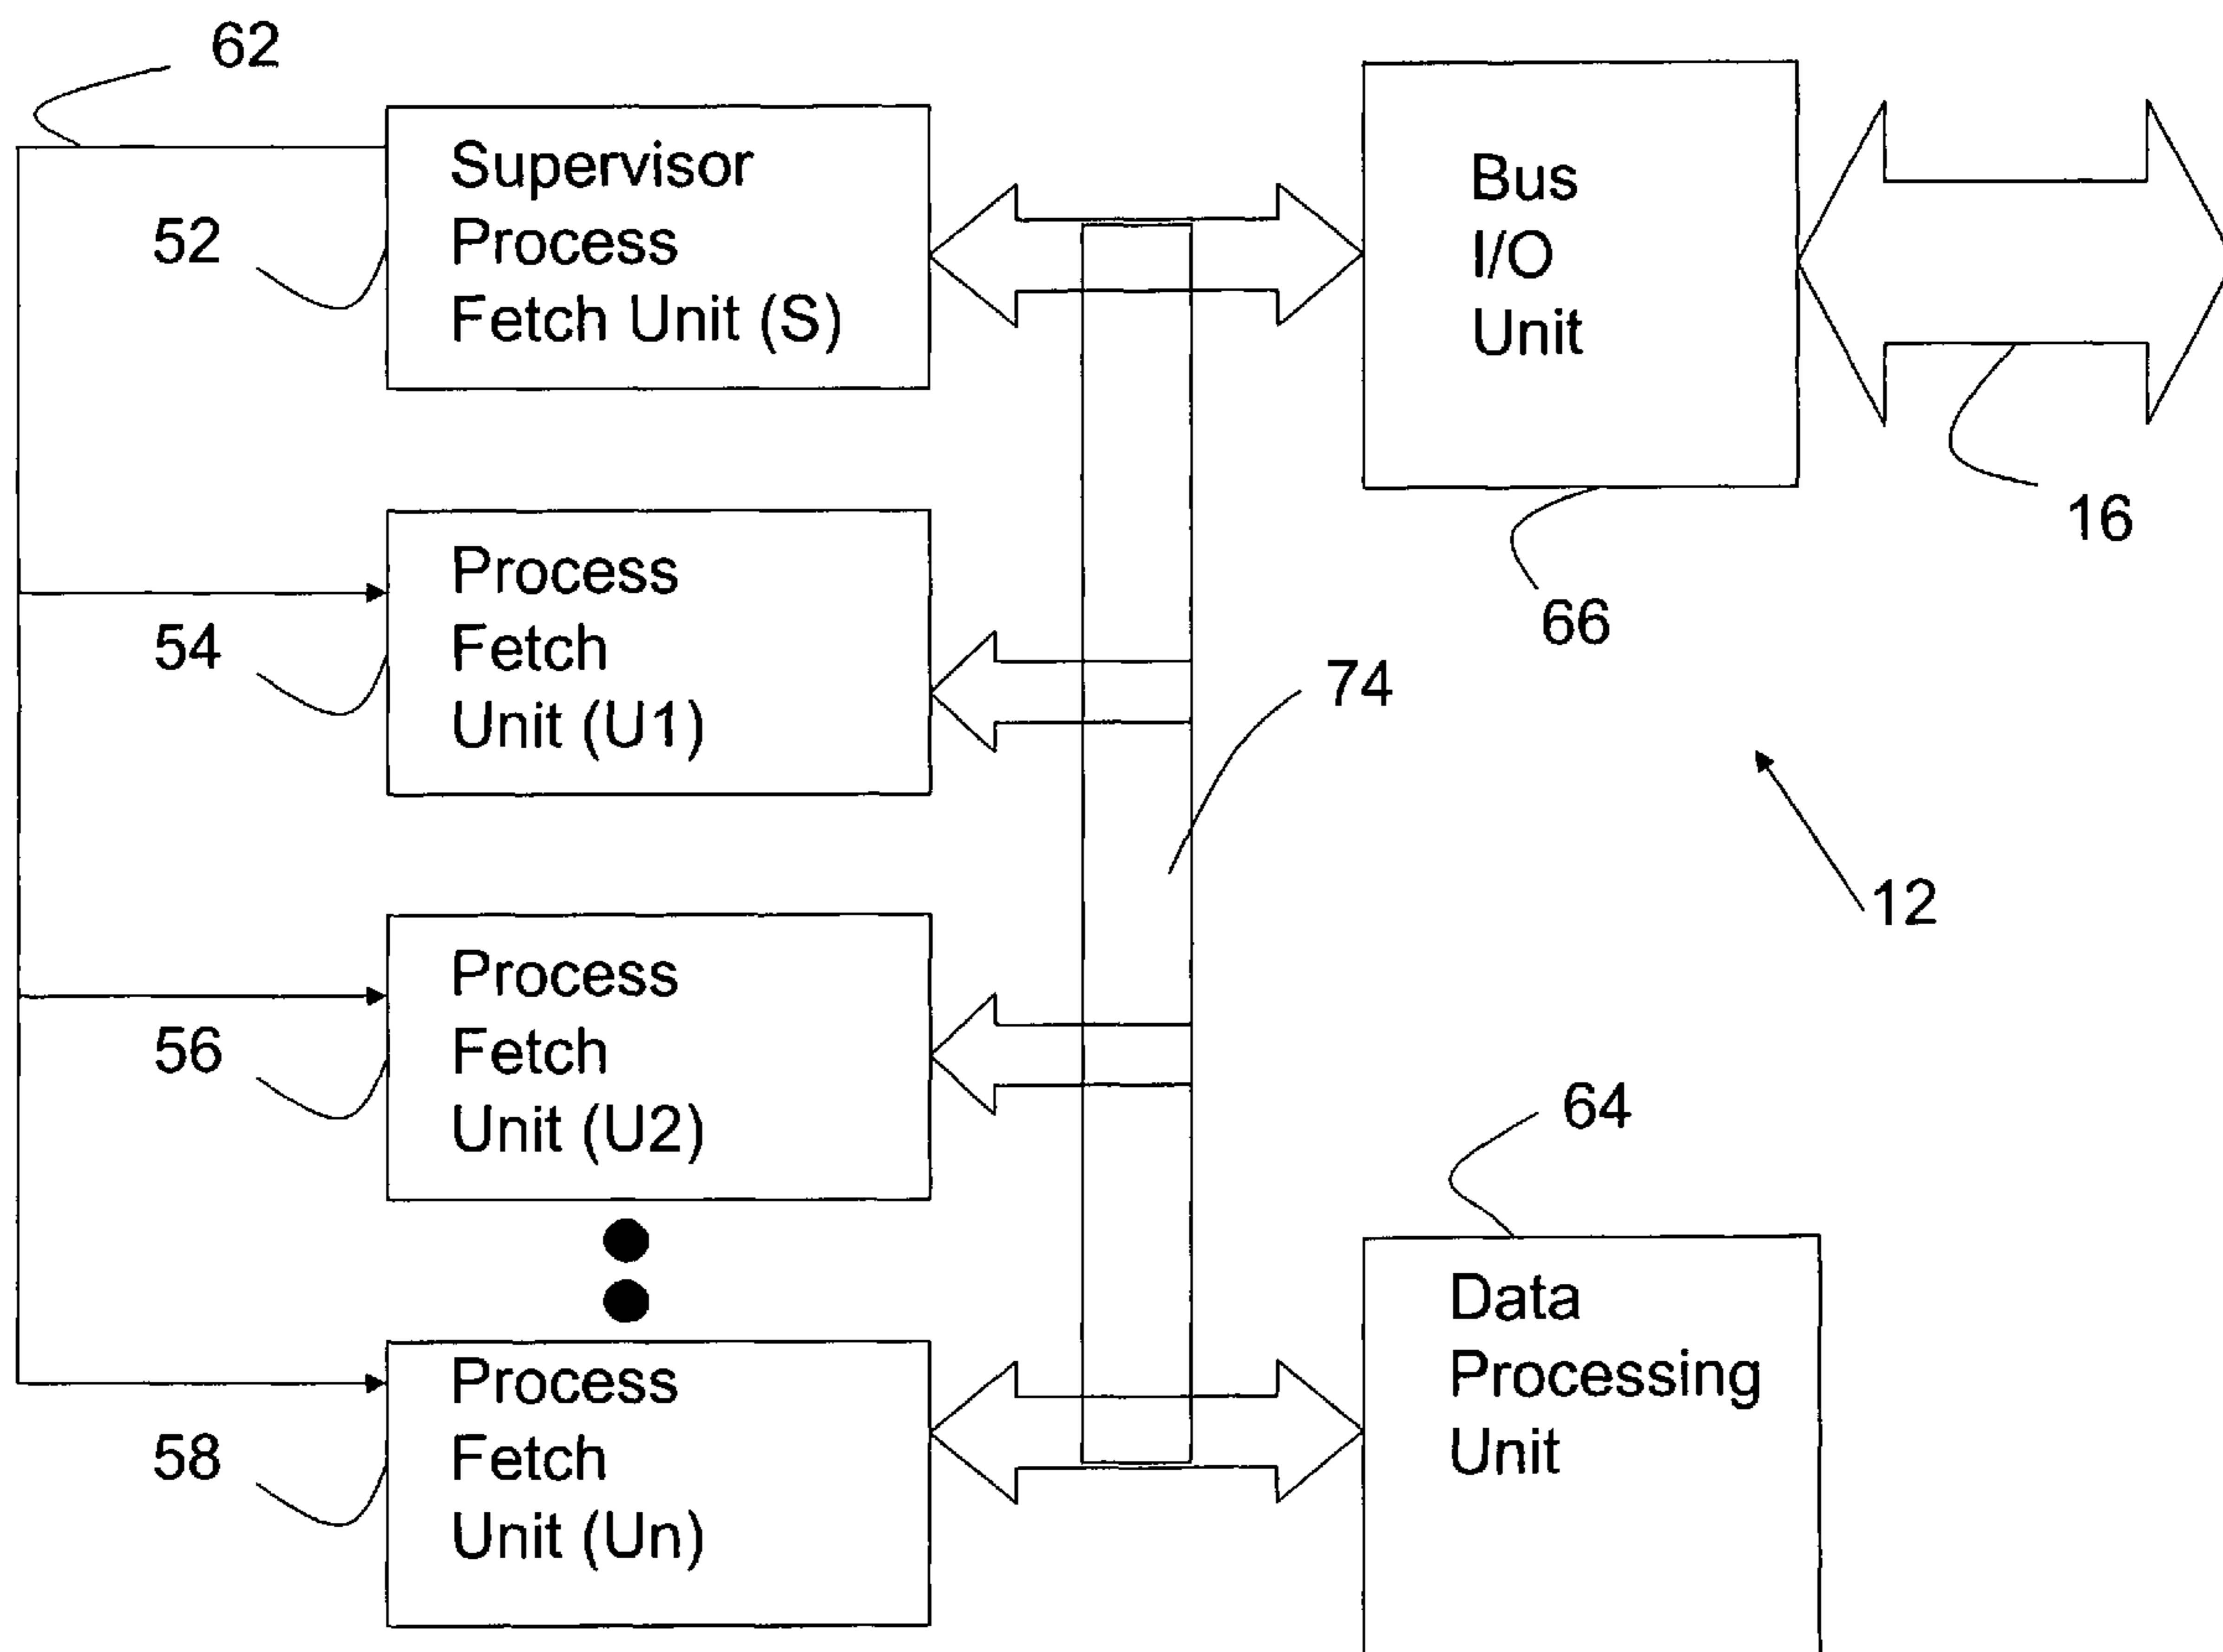 62
52
Supervisor
Process
Fetch Unit (S)
Bus
I/O
Unit
16
66
54
Process
Fetch
Unit (U1)
74
12
56
Process
Fetch
Unit (U2)
64
58
Process
Fetch
Unit (Un)
Data
Processing
Unit